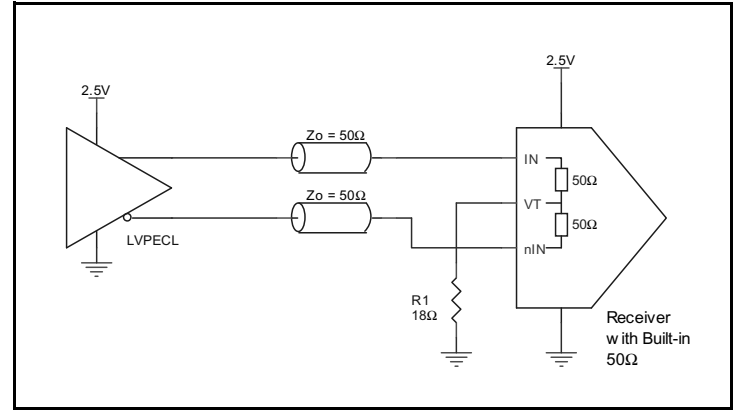 2.5V
2.5V
Zo = 50Ω
Zo = 50Ω
LVPECL
IN
50Ω
VT
50Ω
nIN
R1
18Ω
Receiver
with Built-in
50Ω